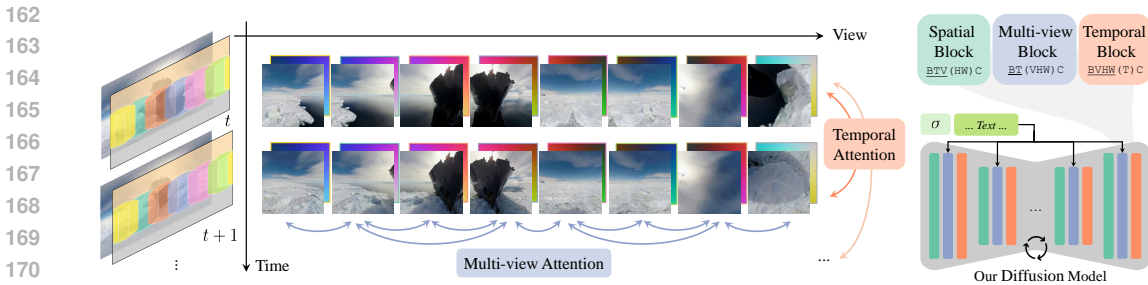 162
163
164
165
166
167
168
169
170
t
t + 1
⋮
View
Time
Multi-view Attention
Temporal
Attention
...
Spatial
Block
BTV(HW)C
Multi-view
Block
BT(VHW)C
Temporal
Block
BVHW(T)C
σ
... Text ...
...
Our Diffusion Model